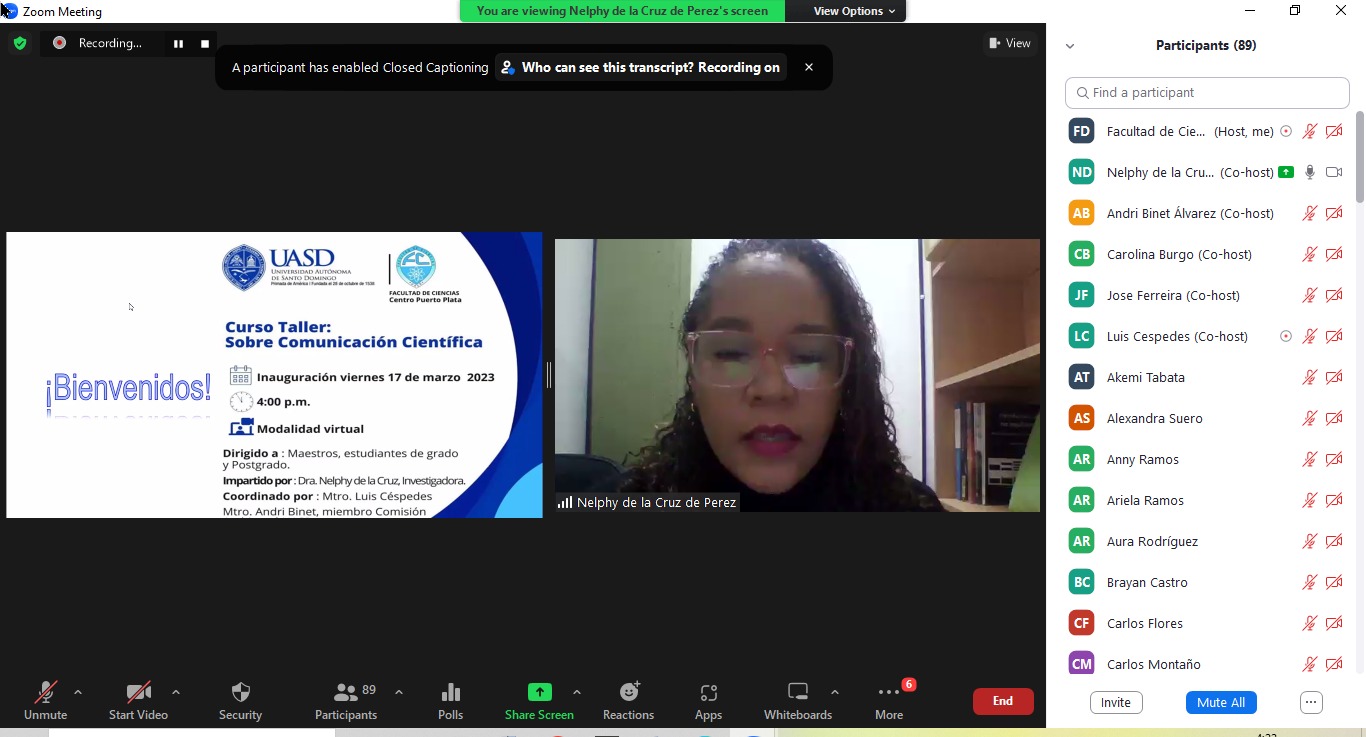 Zoom Meeting
You are viewing Nelphy de la Cruz de Perez's screen
View Options
Recording...
A participant has enabled Closed Captioning
Who can see this transcript? Recording on
View
Participants (89)
Find a participant
FD Facultad de Cie... (Host, me)
ND Nelphy de la Cru... (Co-host)
AB Andri Binet Álvarez (Co-host)
CB Carolina Burgo (Co-host)
JF Jose Ferreira (Co-host)
LC Luis Cespedes (Co-host)
AT Akemi Tabata
AS Alexandra Suero
AR Anny Ramos
AR Ariela Ramos
AR Aura Rodríguez
BC Brayan Castro
CF Carlos Flores
CM Carlos Montaño
Invite
Mute All
UASD
UNIVERSIDAD AUTÓNOMA
DE SANTO DOMINGO
Primada de América | Fundada el 28 de octubre de 1538
FACULTAD DE CIENCIAS
Centro Puerto Plata
Curso Taller:
Sobre Comunicación Científica
¡Bienvenidos!
Inauguración viernes 17 de marzo 2023
4:00 p.m.
Modalidad virtual
Dirigido a : Maestros, estudiantes de grado
y Postgrado.
Impartido por : Dra. Nelphy de la Cruz, Investigadora.
Coordinado por : Mtro. Luis Céspedes
Mtro. Andri Binet, miembro Comisión
Nelphy de la Cruz de Perez
Unmute
Start Video
Security
89
Participants
Polls
Share Screen
Reactions
Apps
Whiteboards
6
More
End